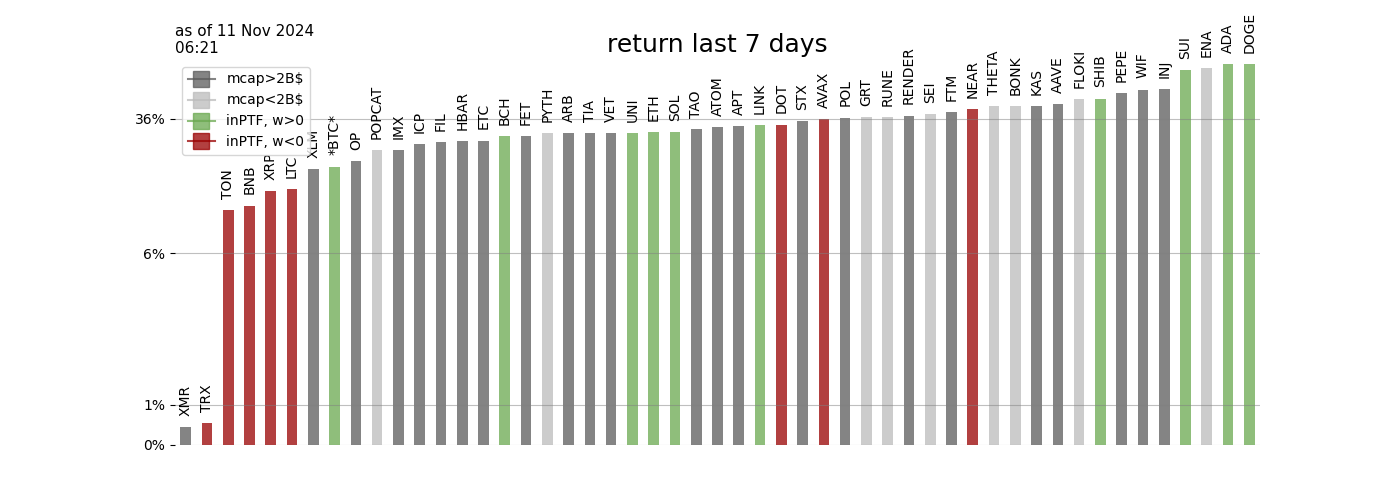 as of 11 Nov 2024
06:21
return last 7 days
mcap>2B$
mcap<2B$
inPTF, w>0
inPTF, w<0
36%
6%
1%
0%
XMR
TRX
TON
BNB
XRP
LTC
XLM
*BTC*
OP
POPCAT
IMX
ICP
FIL
HBAR
ETC
BCH
FET
PYTH
ARB
TIA
VET
UNI
ETH
SOL
TAO
ATOM
APT
LINK
DOT
STX
AVAX
POL
GRT
RUNE
RENDER
SEI
FTM
NEAR
THETA
BONK
KAS
AAVE
FLOKI
SHIB
PEPE
WIF
INJ
SUI
ENA
ADA
DOGE